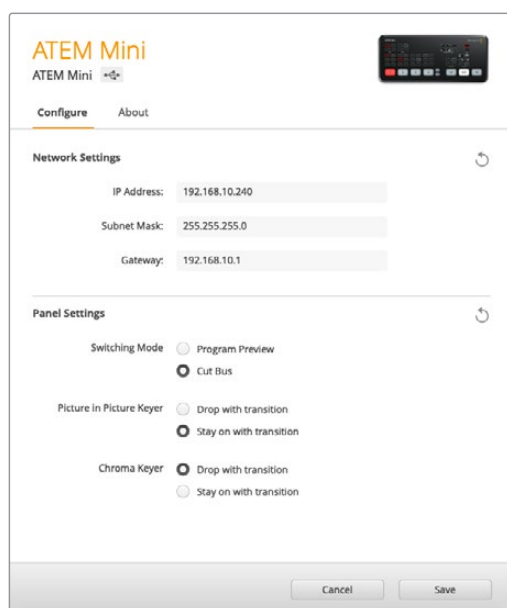 ATEM Mini
ATEM Mini
Configure About
Network Settings
IP Address: 192.168.10.240
Subnet Mask: 255.255.255.0
Gateway: 192.168.10.1
Panel Settings
Switching Mode Program Preview
Cut Bus
Picture in Picture Keyer Drop with transition
Stay on with transition
Chroma Keyer Drop with transition
Stay on with transition
Cancel Save